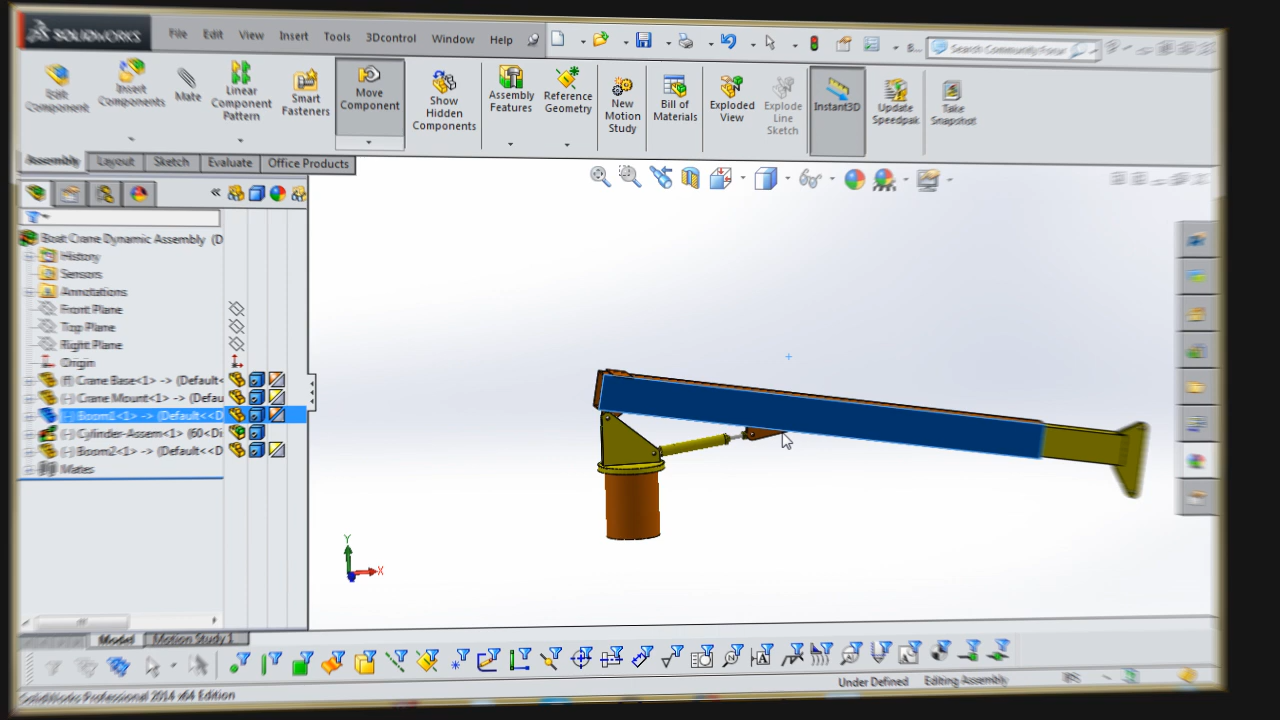 SOLIDWORKS File Edit View Insert Tools 3Dcontrol Window Help B... Search Community Forum
Edit Component
Insert Components
Mate
Linear Component Pattern
Smart Fasteners
Move Component
Show Hidden Components
Assembly Features
Reference Geometry
New Motion Study
Bill of Materials
Exploded View
Explode Line Sketch
Instant3D
Update Speedpak
Take Snapshot
Assembly Layout Sketch Evaluate Office Products
Boat Crane Dynamic Assembly (D
History
Sensors
Annotations
Front Plane
Top Plane
Right Plane
Origin
(f) Crane Base<1> -> (Default<
(-) Crane Mount<1> -> (Defau
(-) Boom1<1> -> (Default<<D
(-) Cylinder-Assem<1> (60<Di
(-) Boom2<1> -> (Default<<D
Mates
Y
X
Model Motion Study 1
Under Defined Editing Assembly IPS
SolidWorks Professional 2014 x64 Edition